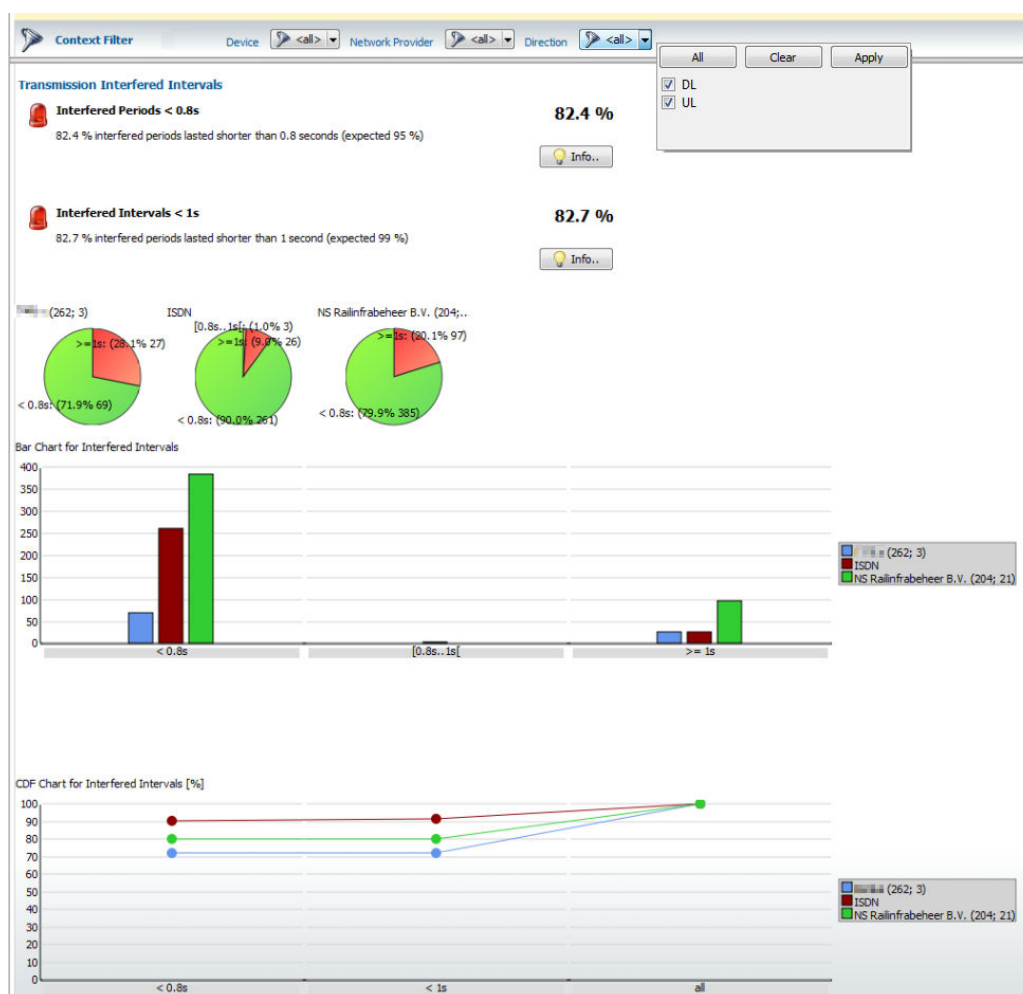 Context Filter
Device <all> Network Provider <all> Direction <all>
All Clear Apply
DL
UL
Transmission Interfered Intervals
Interfered Periods < 0.8s
82.4 %
82.4 % interfered periods lasted shorter than 0.8 seconds (expected 95 %)
Info..
Interfered Intervals < 1s
82.7 %
82.7 % interfered periods lasted shorter than 1 second (expected 99 %)
Info..
(262; 3)
>=1s: (28.1% 27)
< 0.8s: (71.9% 69)
ISDN
[0.8s..1s[: (1.0% 3)
>=1s: (9.0% 26)
< 0.8s: (90.0% 261)
NS Railinfrabeheer B.V. (204;..
>=1s: (20.1% 97)
< 0.8s: (79.9% 385)
Bar Chart for Interfered Intervals
400
350
300
250
200
150
100
50
0
< 0.8s [0.8s..1s[ >= 1s
(262; 3)
ISDN
NS Railinfrabeheer B.V. (204; 21)
CDF Chart for Interfered Intervals [%]
100
90
80
70
60
50
40
30
20
10
0
< 0.8s < 1s all
(262; 3)
ISDN
NS Railinfrabeheer B.V. (204; 21)